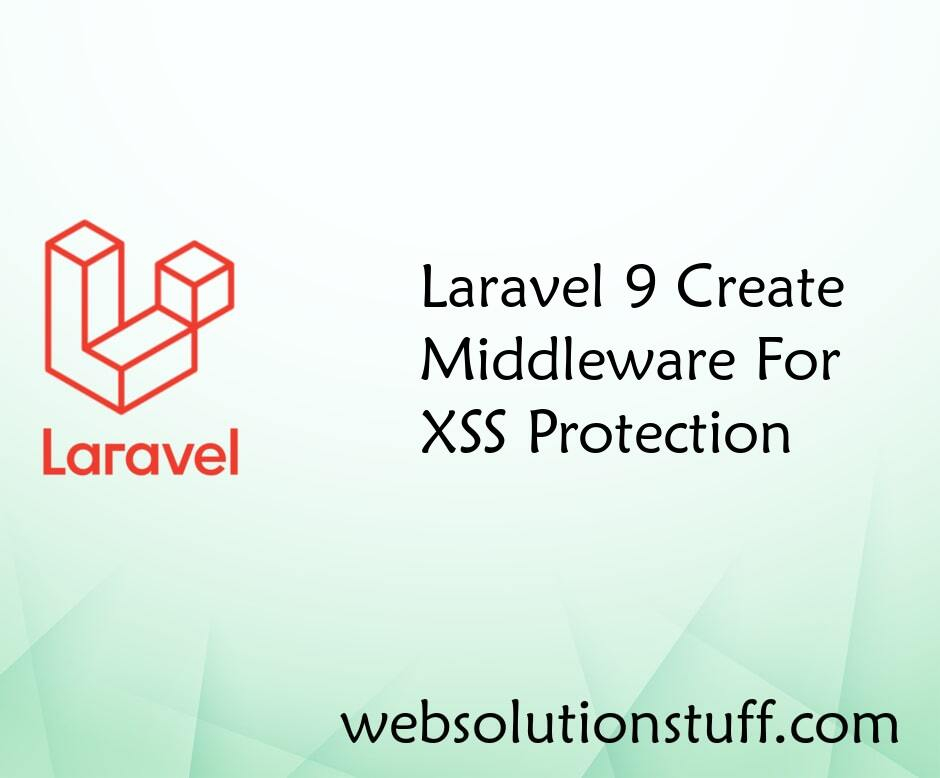 Laravel
Laravel 9 Create
Middleware For
XSS Protection
websolutionstuff.com